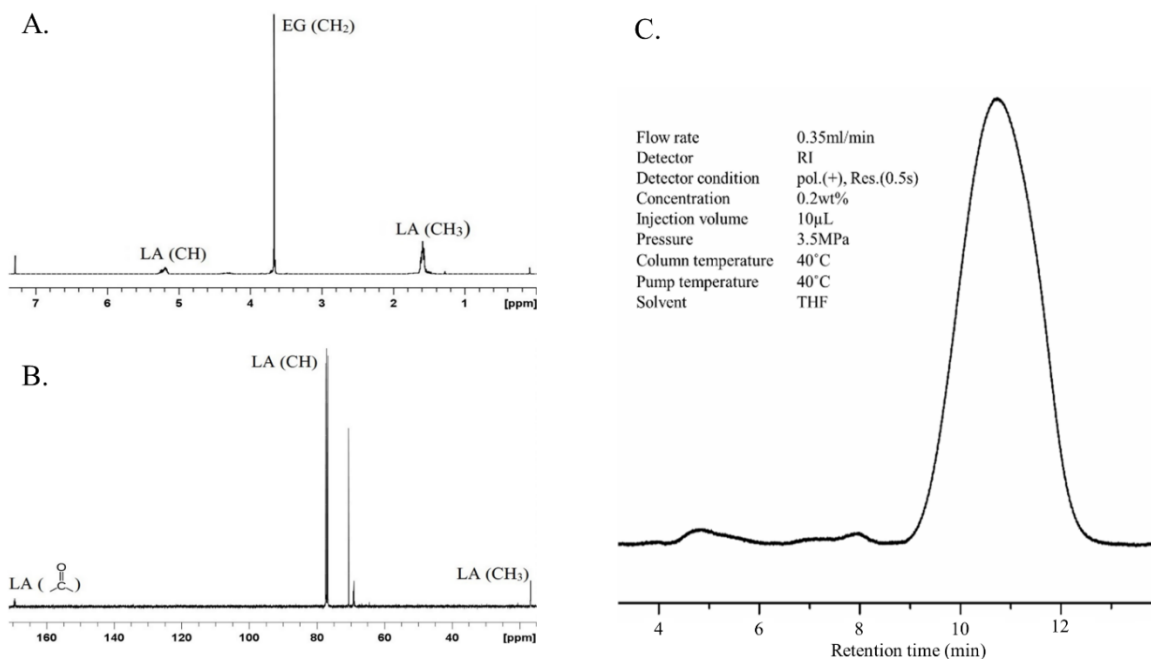 A.
EG (CH₂)
LA (CH)
LA (CH₃)
7 6 5 4 3 2 1 [ppm]
B.
LA (CH)
LA ( O C )
LA (CH₃)
160 140 120 100 80 60 40 [ppm]
C.
Flow rate 0.35ml/min
Detector RI
Detector condition pol.(+), Res.(0.5s)
Concentration 0.2wt%
Injection volume 10µL
Pressure 3.5MPa
Column temperature 40˚C
Pump temperature 40˚C
Solvent THF
4 6 8 10 12
Retention time (min)